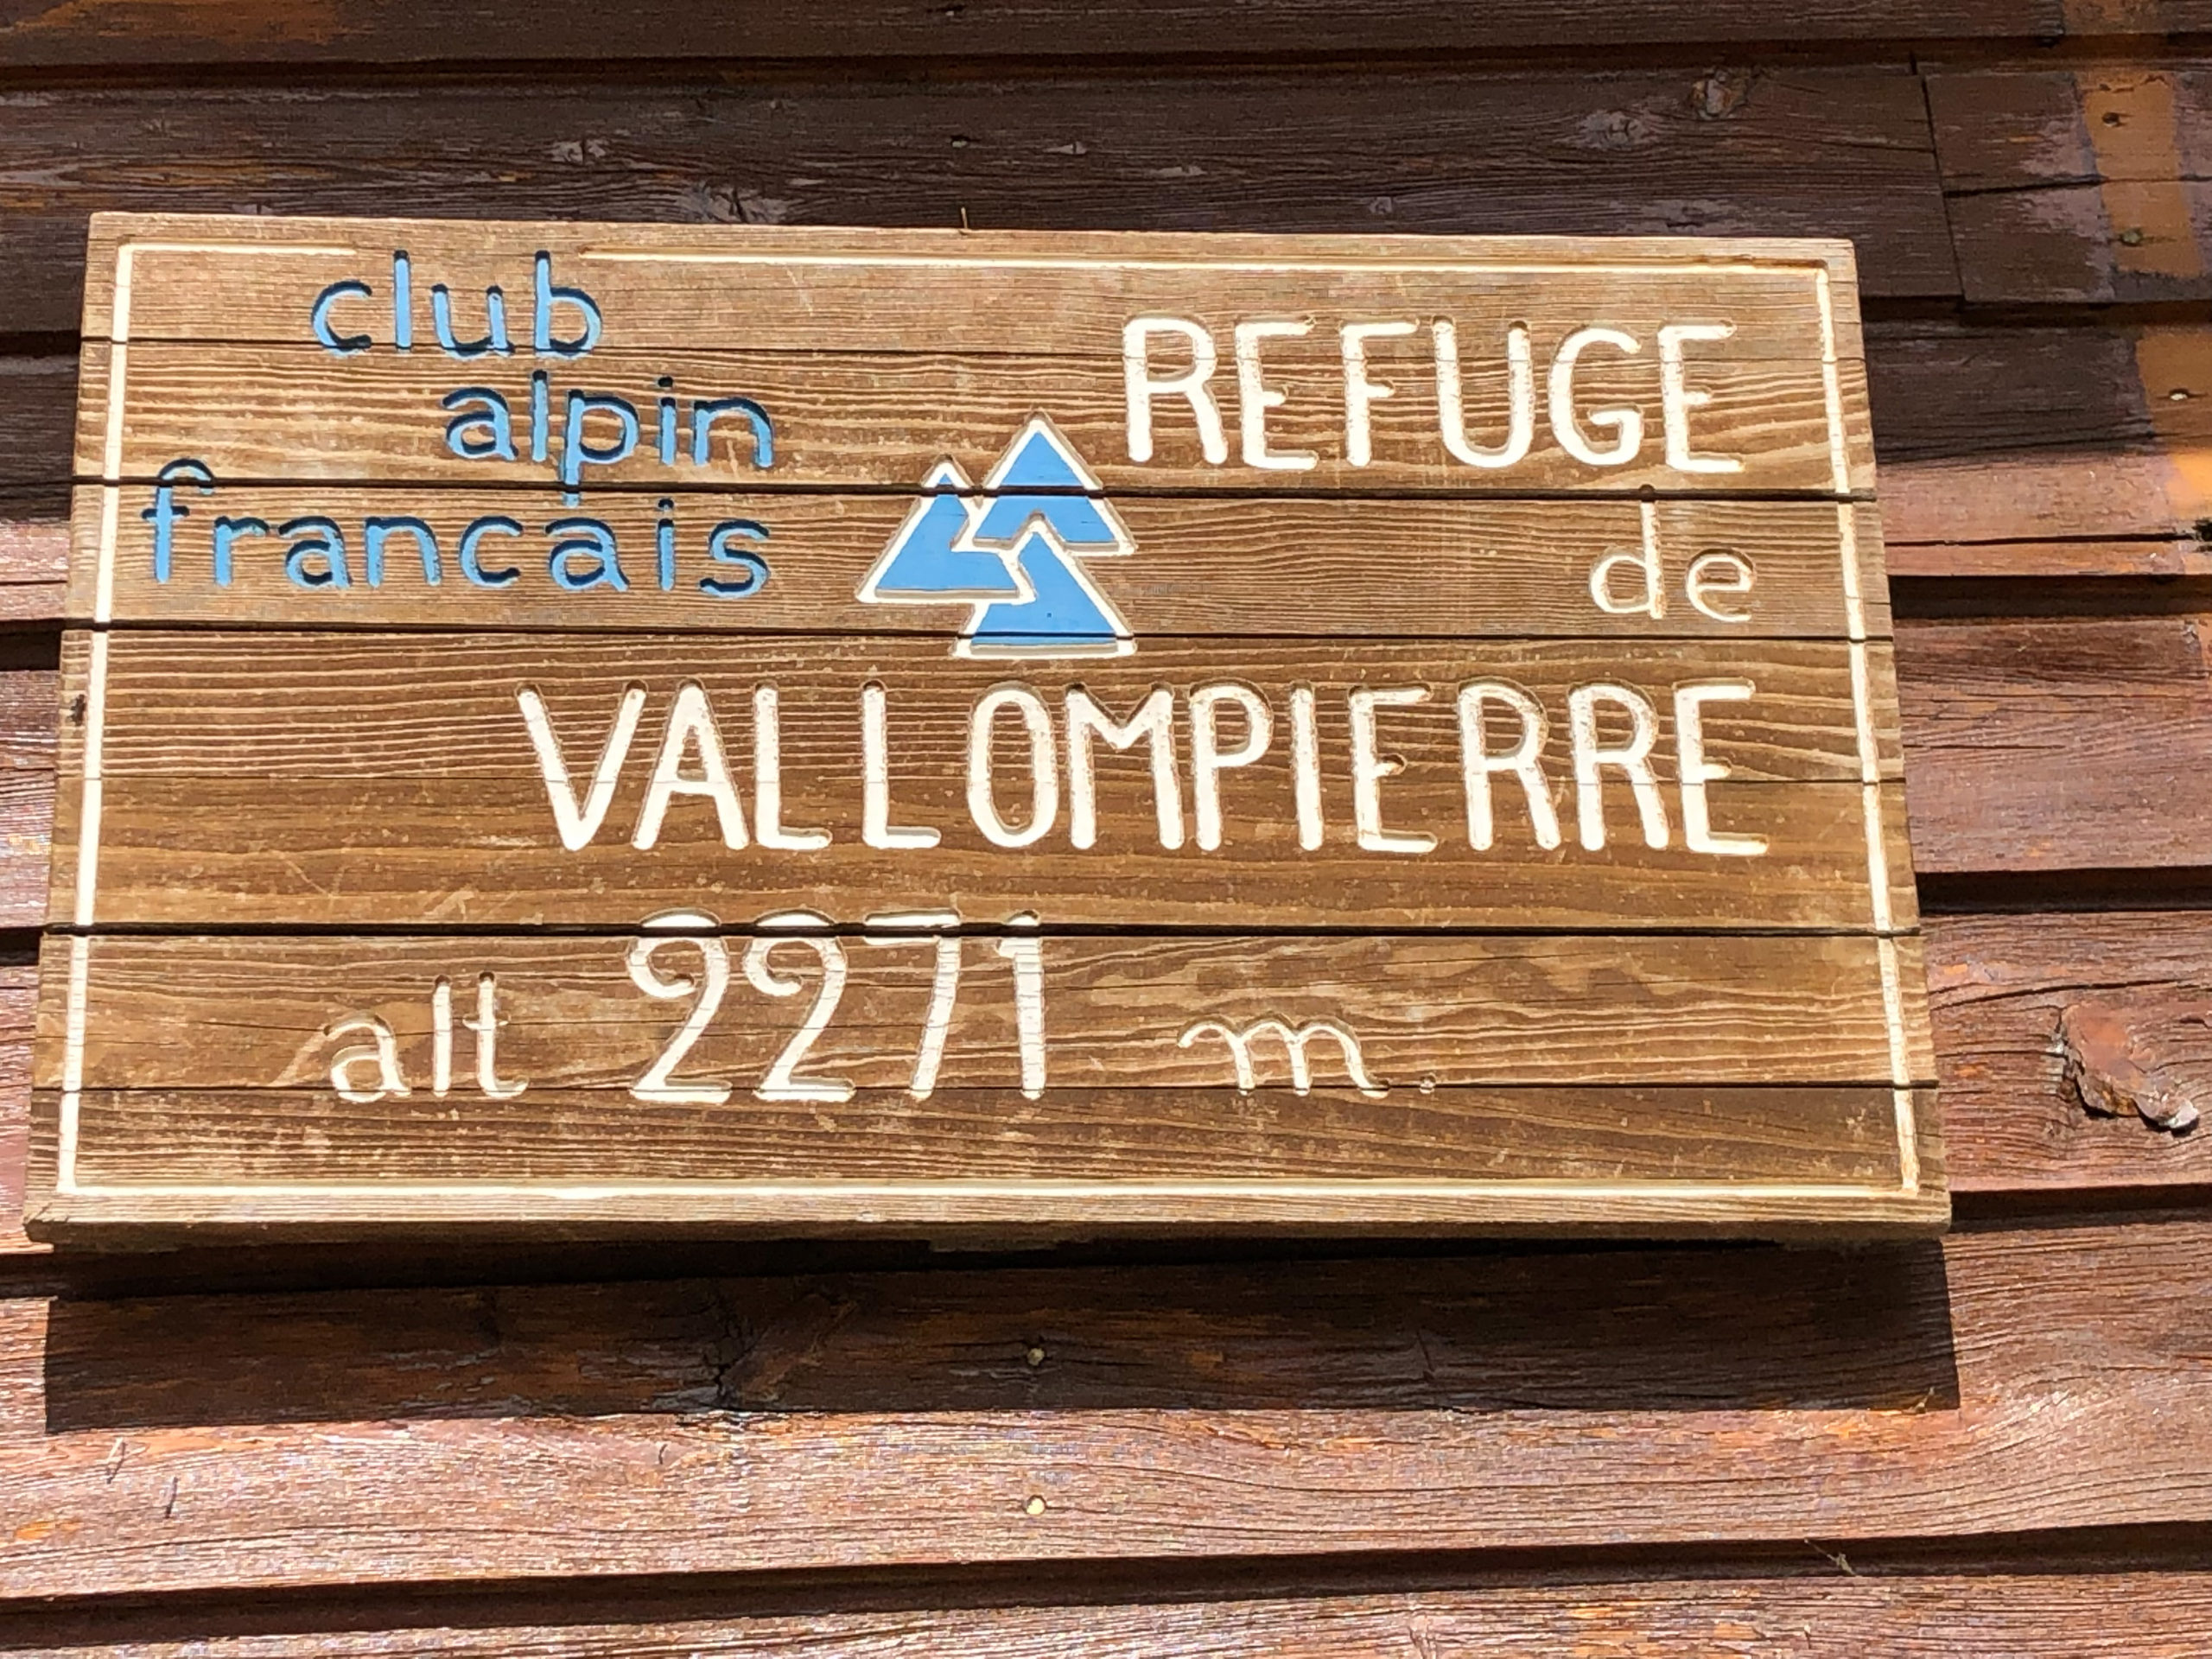 club
alpin
francais
REFUGE
de
VALLOMPIERRE
alt 2271 m.